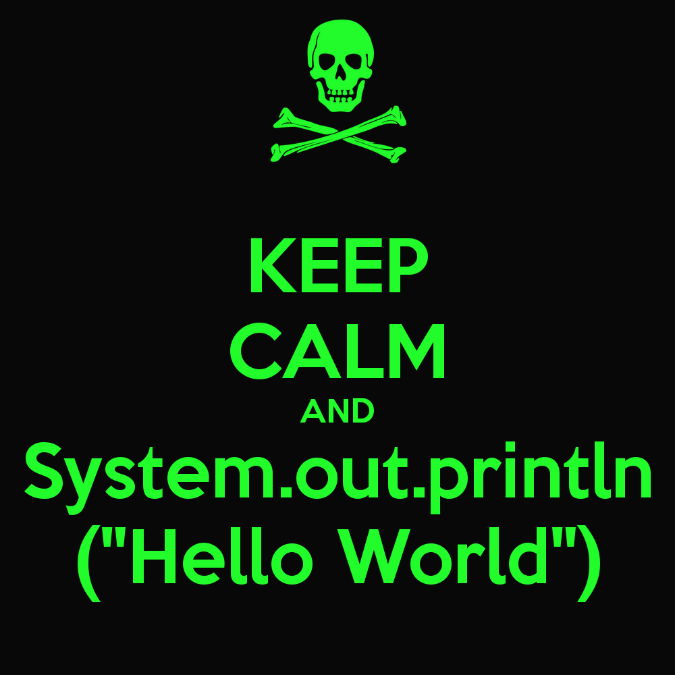 KEEP
CALM
AND
System.out.println
("Hello World")